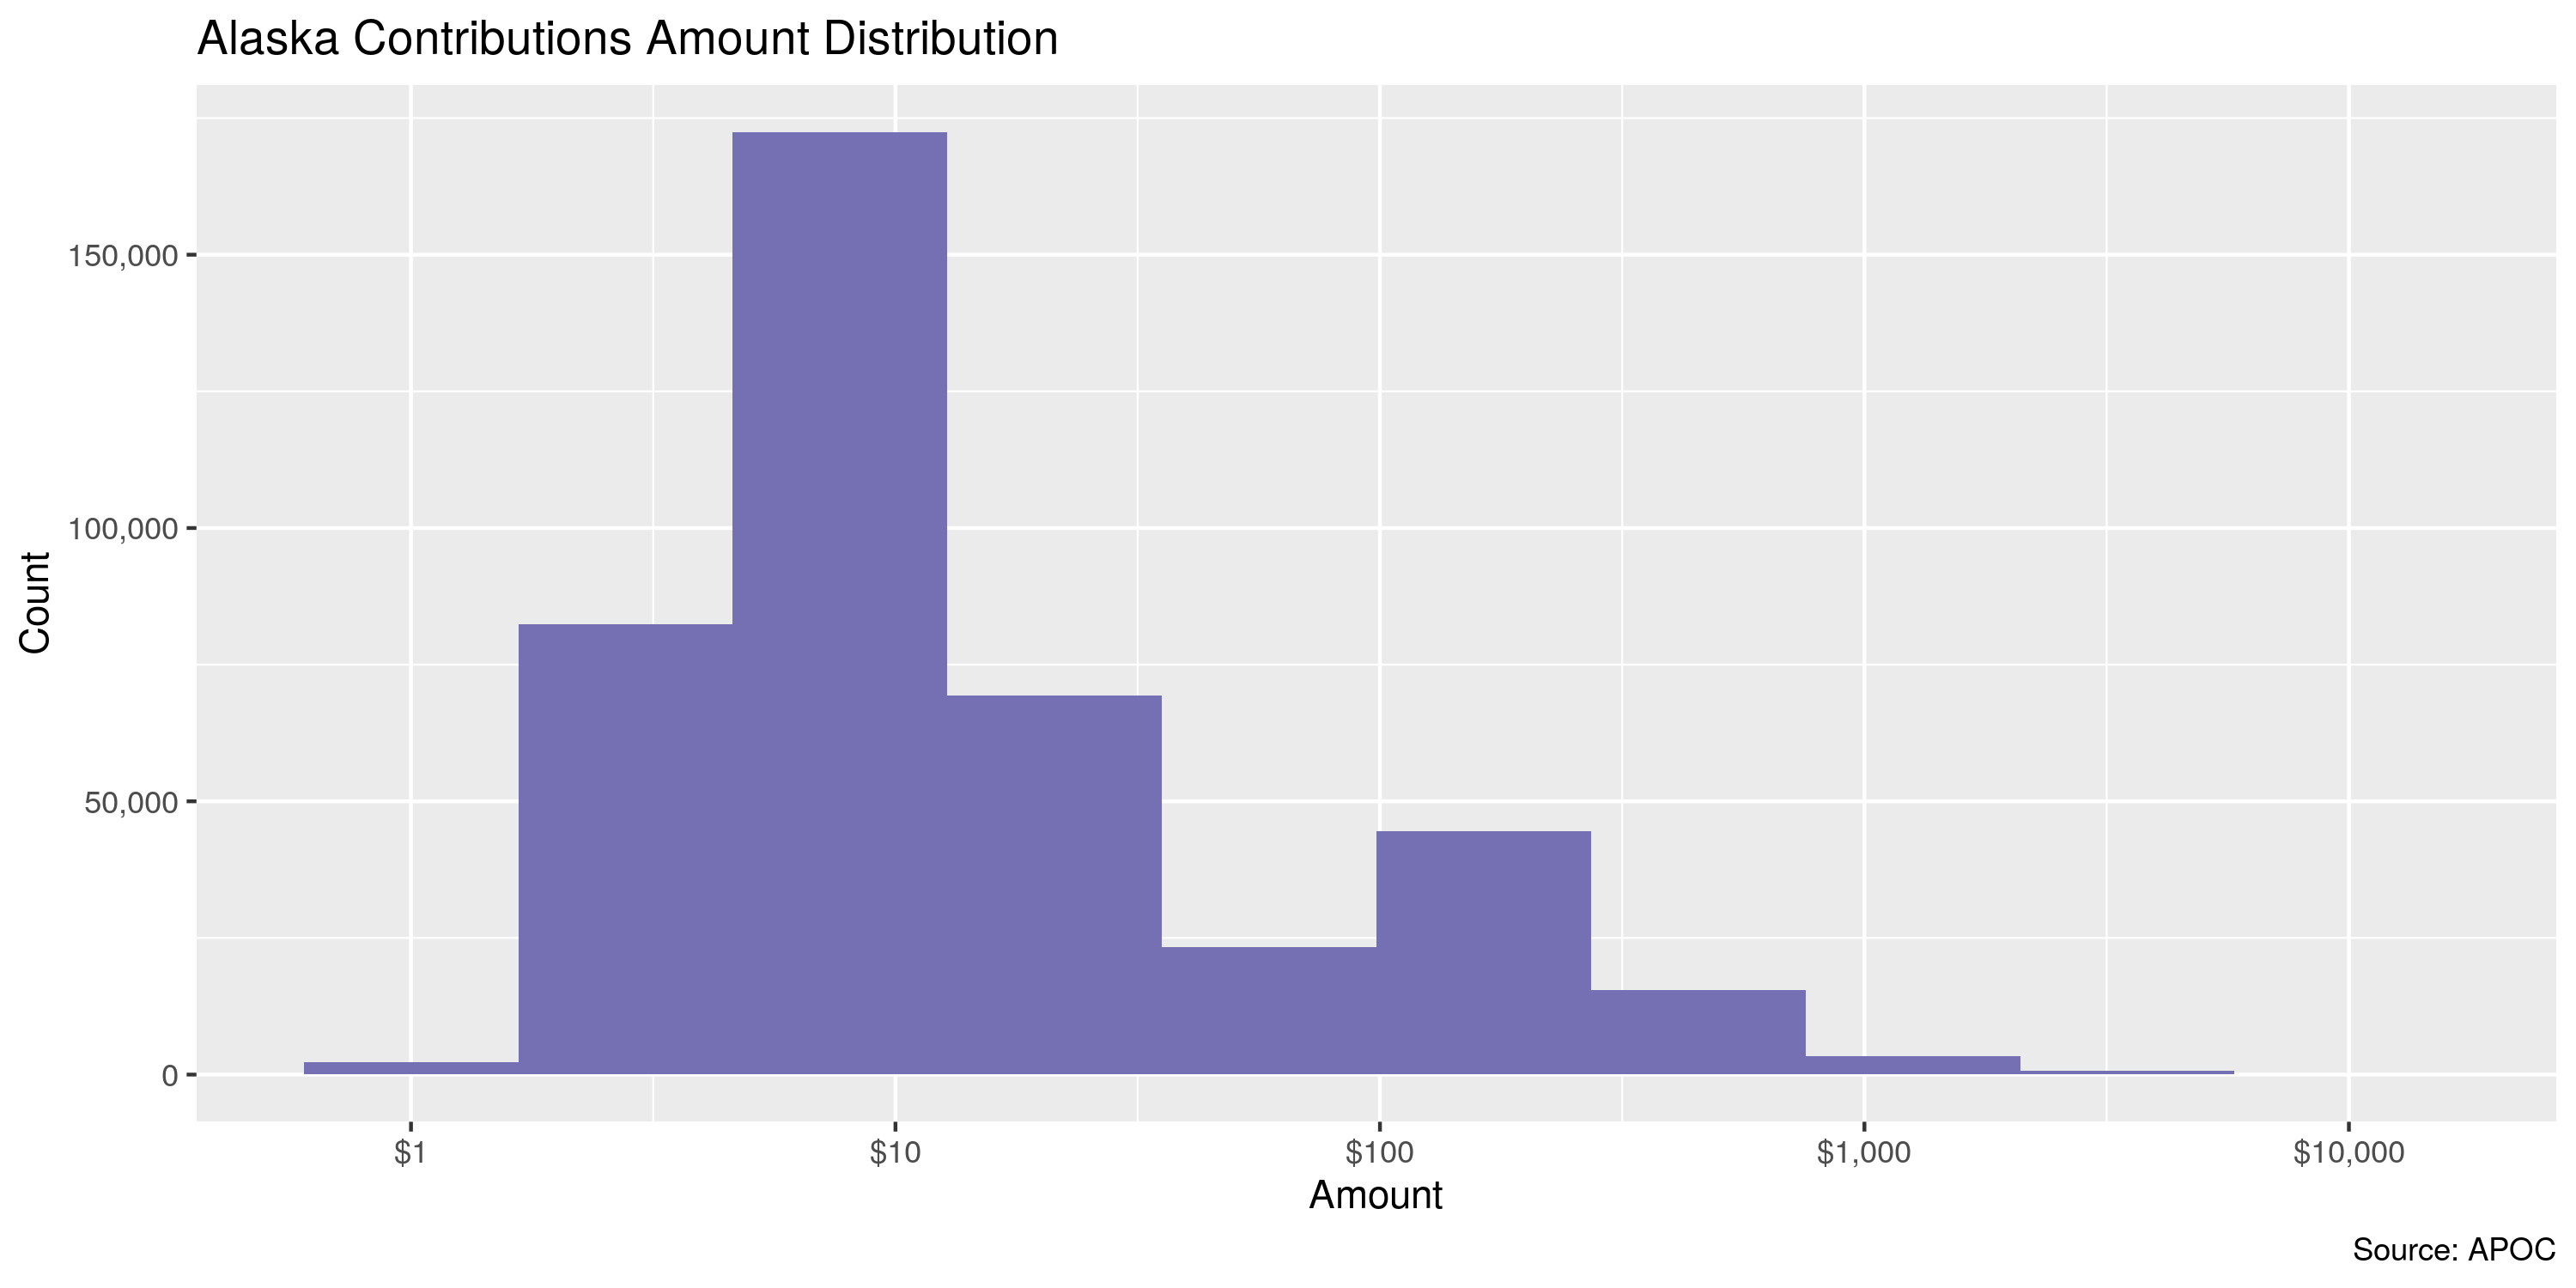 Alaska Contributions Amount Distribution
Count
150,000
100,000
50,000
0
$1
$10
$100
$1,000
$10,000
Amount
Source: APOC